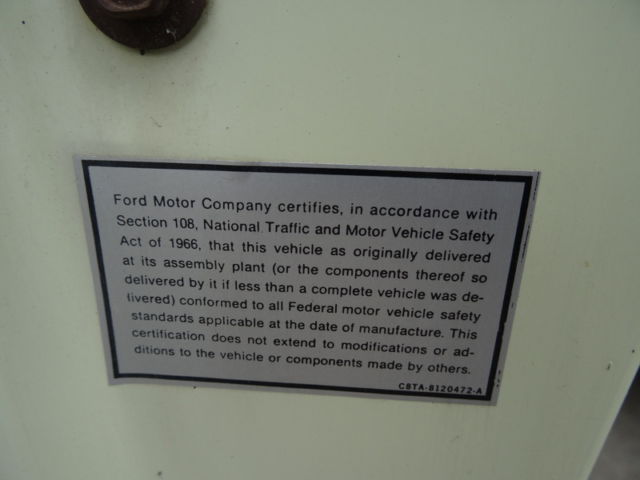 Ford Motor Company certifies, in accordance with
Section 108, National Traffic and Motor Vehicle Safety
Act of 1966, that this vehicle as originally delivered
at its assembly plant (or the components thereof so
delivered by it if less than a complete vehicle was de-
livered) conformed to all Federal motor vehicle safety
standards applicable at the date of manufacture. This
certification does not extend to modifications or ad-
ditions to the vehicle or components made by others.
C8TA-8120472-A